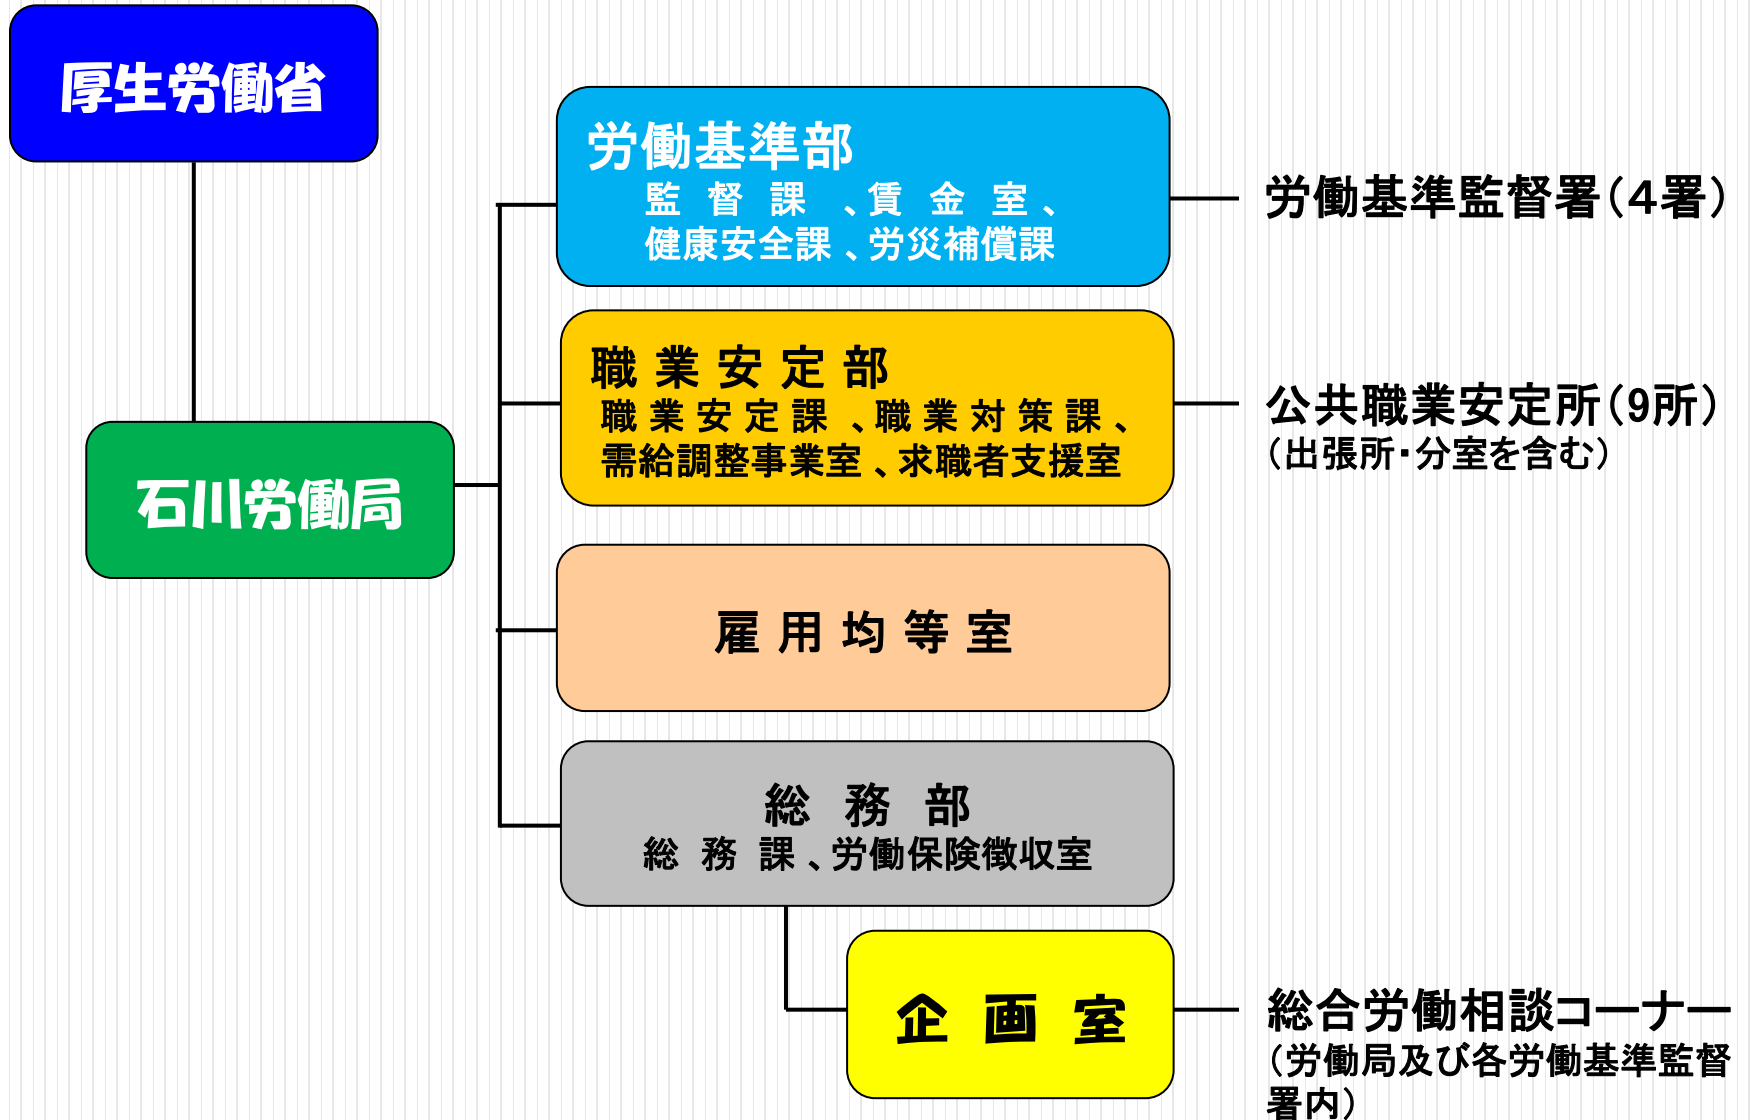 厚生労働省
労働基準部
監 督 課 、賃 金 室 、
健康安全課 、労災補償課
労働基準監督署（４署）
職 業 安 定 部
職 業 安 定 課 、職 業 対 策 課 、
需給調整事業室 、求職者支援室
公共職業安定所（9所）
（出張所・分室を含む）
石川労働局
雇 用 均 等 室
総 務 部
総 務 課 、労働保険徴収室
企 画 室
総合労働相談コーナー
（労働局及び各労働基準監督
署内）